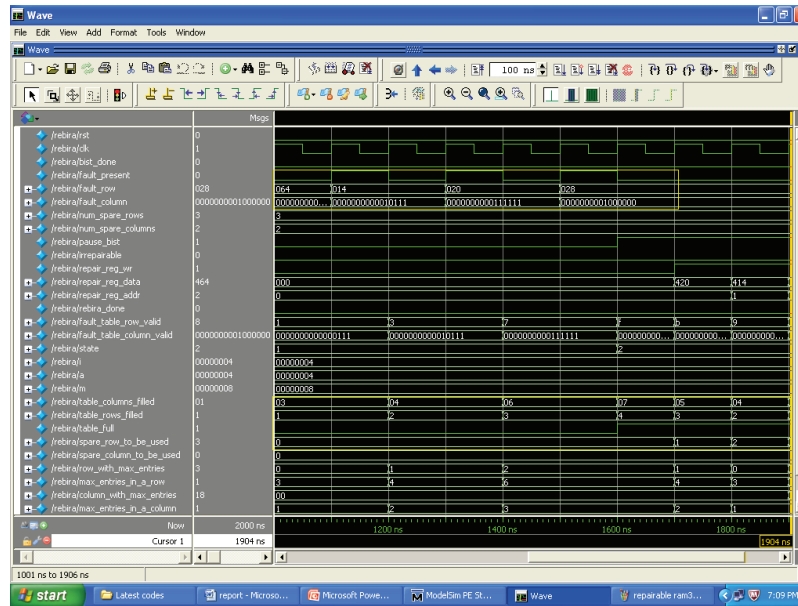 Wave
File Edit View Add Format Tools Window
Wave
100 ns
Msgs
/rebira/rst 0
/rebira/clk 1
/rebira/bist_done 0
/rebira/fault_present 0
/rebira/fault_row 028 064 014 020 028
/rebira/fault_column 0000000001000000 000000000... 0000000000010111 0000000000111111 0000000001000000
/rebira/num_spare_rows 3 3
/rebira/num_spare_columns 2 2
/rebira/pause_bist 1
/rebira/irrepairable 0
/rebira/repair_reg_wr 1
/rebira/repair_reg_data 464 000 420 414
/rebira/repair_reg_addr 2 0 1
/rebira/rebira_done 0
/rebira/fault_table_row_valid 8 1 3 7 f b 9
/rebira/fault_table_column_valid 0000000001000000 0000000000000111 0000000000010111 0000000000111111 000000000... 000000000... 000000000...
/rebira/state 2 1 2
/rebira/i 00000004 00000004
/rebira/a 00000004 00000004
/rebira/m 00000008 00000008
/rebira/table_columns_filled 01 03 04 06 07 05 04
/rebira/table_rows_filled 1 1 2 3 4 3 2
/rebira/table_full 1
/rebira/spare_row_to_be_used 3 0 1 2
/rebira/spare_column_to_be_used 0 0
/rebira/row_with_max_entries 3 0 1 2 1 0
/rebira/max_entries_in_a_row 1 3 4 6 4 3
/rebira/column_with_max_entries 18 00
/rebira/max_entries_in_a_column 1 1 2 3 2 1
Now 2000 ns 1200 ns 1400 ns 1600 ns 1800 ns
Cursor 1 1904 ns 1904 ns
1001 ns to 1906 ns
start Latest codes report - Microso... Microsoft Powe... ModelSim PE St... Wave repairable ram3... 7:09 PM